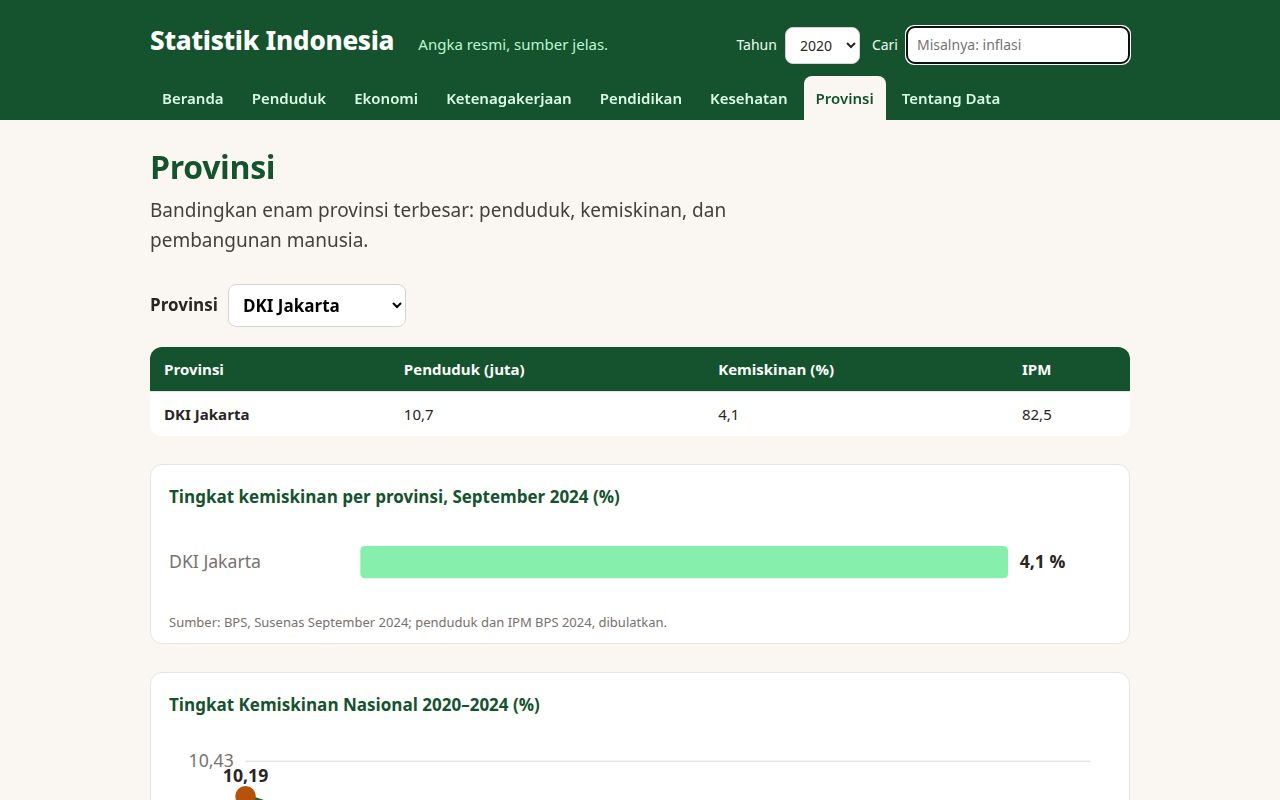 Statistik Indonesia
Angka resmi, sumber jelas.
Tahun 2020 Cari Misalnya: inflasi
Beranda Penduduk Ekonomi Ketenagakerjaan Pendidikan Kesehatan Provinsi Tentang Data
Provinsi
Bandingkan enam provinsi terbesar: penduduk, kemiskinan, dan
pembangunan manusia.
Provinsi DKI Jakarta
Provinsi Penduduk (juta) Kemiskinan (%) IPM
DKI Jakarta 10,7 4,1 82,5
Tingkat kemiskinan per provinsi, September 2024 (%)
DKI Jakarta 4,1 %
Sumber: BPS, Susenas September 2024; penduduk dan IPM BPS 2024, dibulatkan.
Tingkat Kemiskinan Nasional 2020–2024 (%)
10,43
10,19